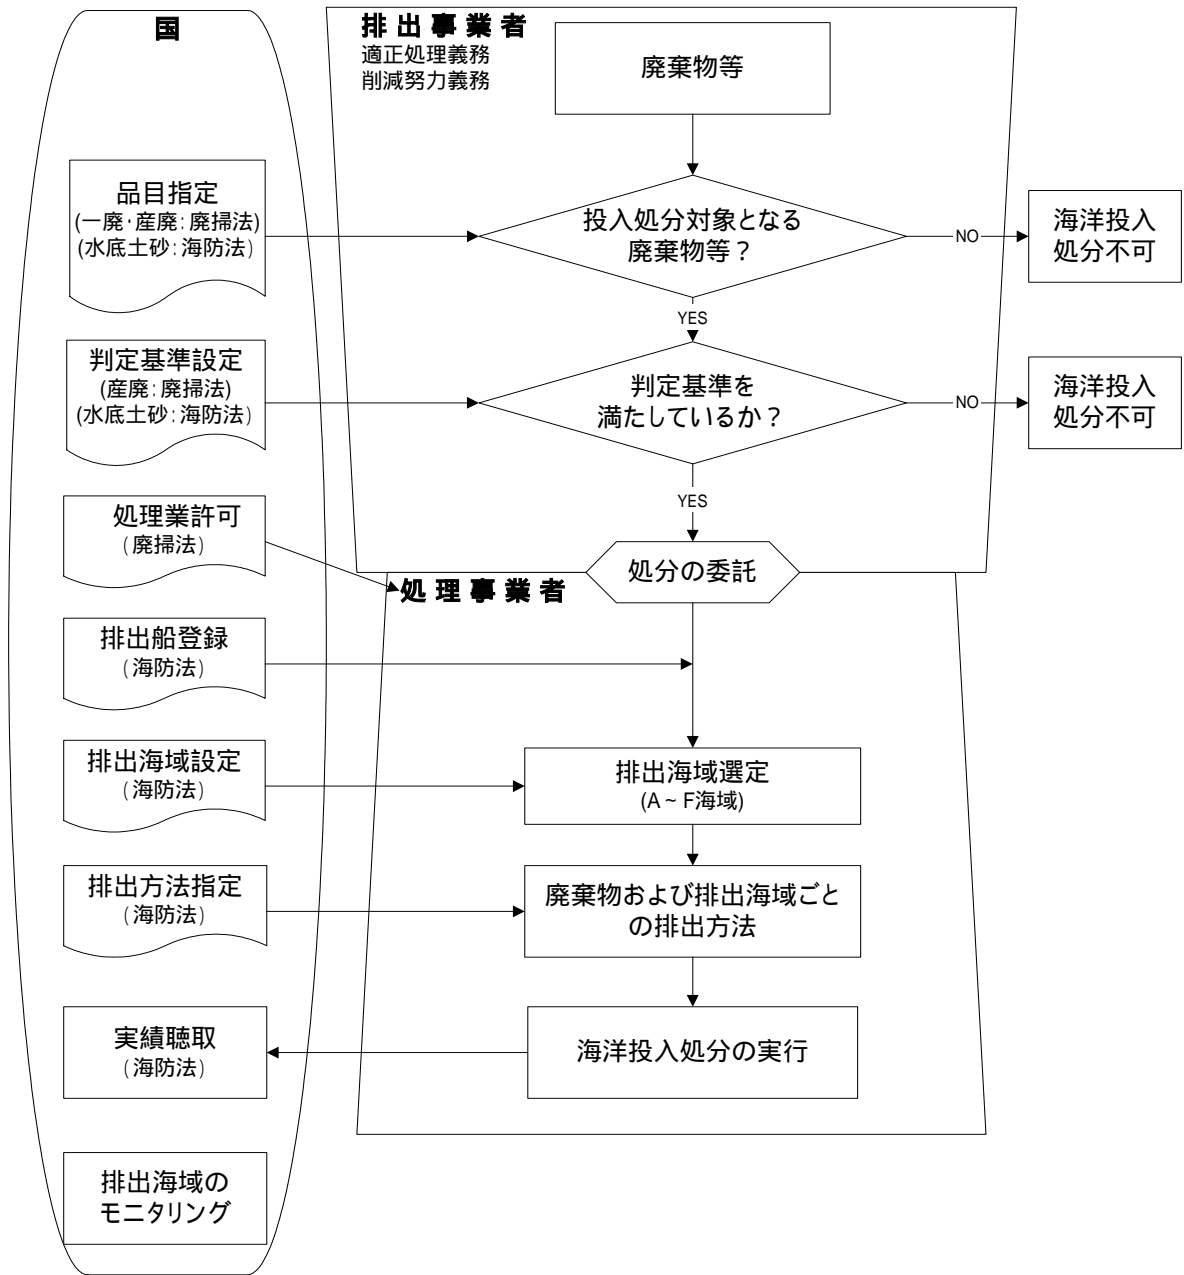 国
排出事業者
適正処理義務
削減努力義務
廃棄物等
品目指定
(一廃・産廃:廃掃法)
(水底土砂:海防法)
投入処分対象となる
廃棄物等？
NO
海洋投入
処分不可
YES
判定基準設定
(産廃:廃掃法)
(水底土砂:海防法)
判定基準を
満たしているか？
NO
海洋投入
処分不可
YES
処理業許可
(廃掃法)
処分の委託
処理事業者
排出船登録
(海防法)
排出海域設定
(海防法)
排出海域選定
(A～F海域)
排出方法指定
(海防法)
廃棄物および排出海域ごと
の排出方法
実績聴取
(海防法)
海洋投入処分の実行
排出海域の
モニタリング